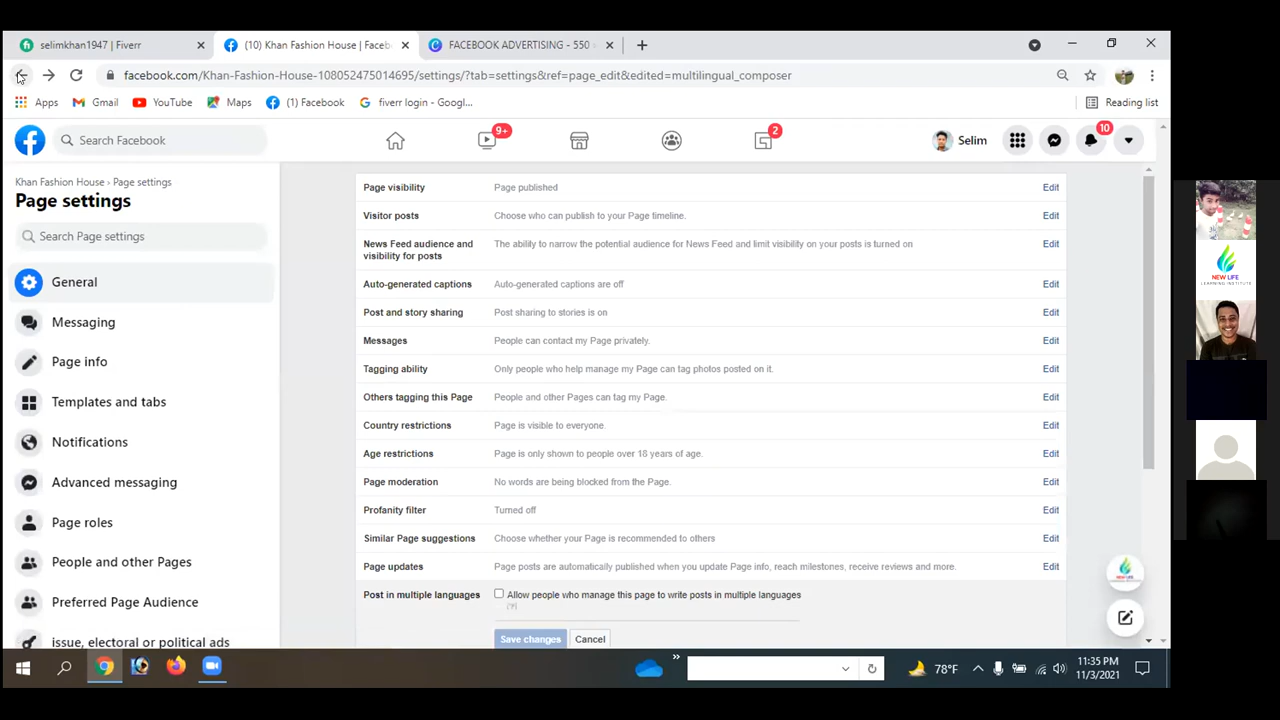 selimkhan1947 | Fiverr
(10) Khan Fashion House | Faceb
FACEBOOK ADVERTISING - 550
facebook.com/Khan-Fashion-House-108052475014695/settings/?tab=settings&ref=page_edit&edited=multilingual_composer
Apps
Gmail
YouTube
Maps
(1) Facebook
fiverr login - Googl...
Reading list
Search Facebook
9+
2
Selim
10
Khan Fashion House › Page settings
Page settings
Search Page settings
General
Messaging
Page info
Templates and tabs
Notifications
Advanced messaging
Page roles
People and other Pages
Preferred Page Audience
issue, electoral or political ads
Page visibility Page published Edit
Visitor posts Choose who can publish to your Page timeline. Edit
News Feed audience and The ability to narrow the potential audience for News Feed and limit visibility on your posts is turned on Edit
visibility for posts
Auto-generated captions Auto-generated captions are off Edit
Post and story sharing Post sharing to stories is on Edit
Messages People can contact my Page privately. Edit
Tagging ability Only people who help manage my Page can tag photos posted on it. Edit
Others tagging this Page People and other Pages can tag my Page. Edit
Country restrictions Page is visible to everyone. Edit
Age restrictions Page is only shown to people over 18 years of age. Edit
Page moderation No words are being blocked from the Page. Edit
Profanity filter Turned off Edit
Similar Page suggestions Choose whether your Page is recommended to others Edit
Page updates Page posts are automatically published when you update Page info, reach milestones, receive reviews and more. Edit
Post in multiple languages Allow people who manage this page to write posts in multiple languages
[?]
Save changes Cancel
NEW LIFE
LEARNING INSTITUTE
78°F
11:35 PM
11/3/2021